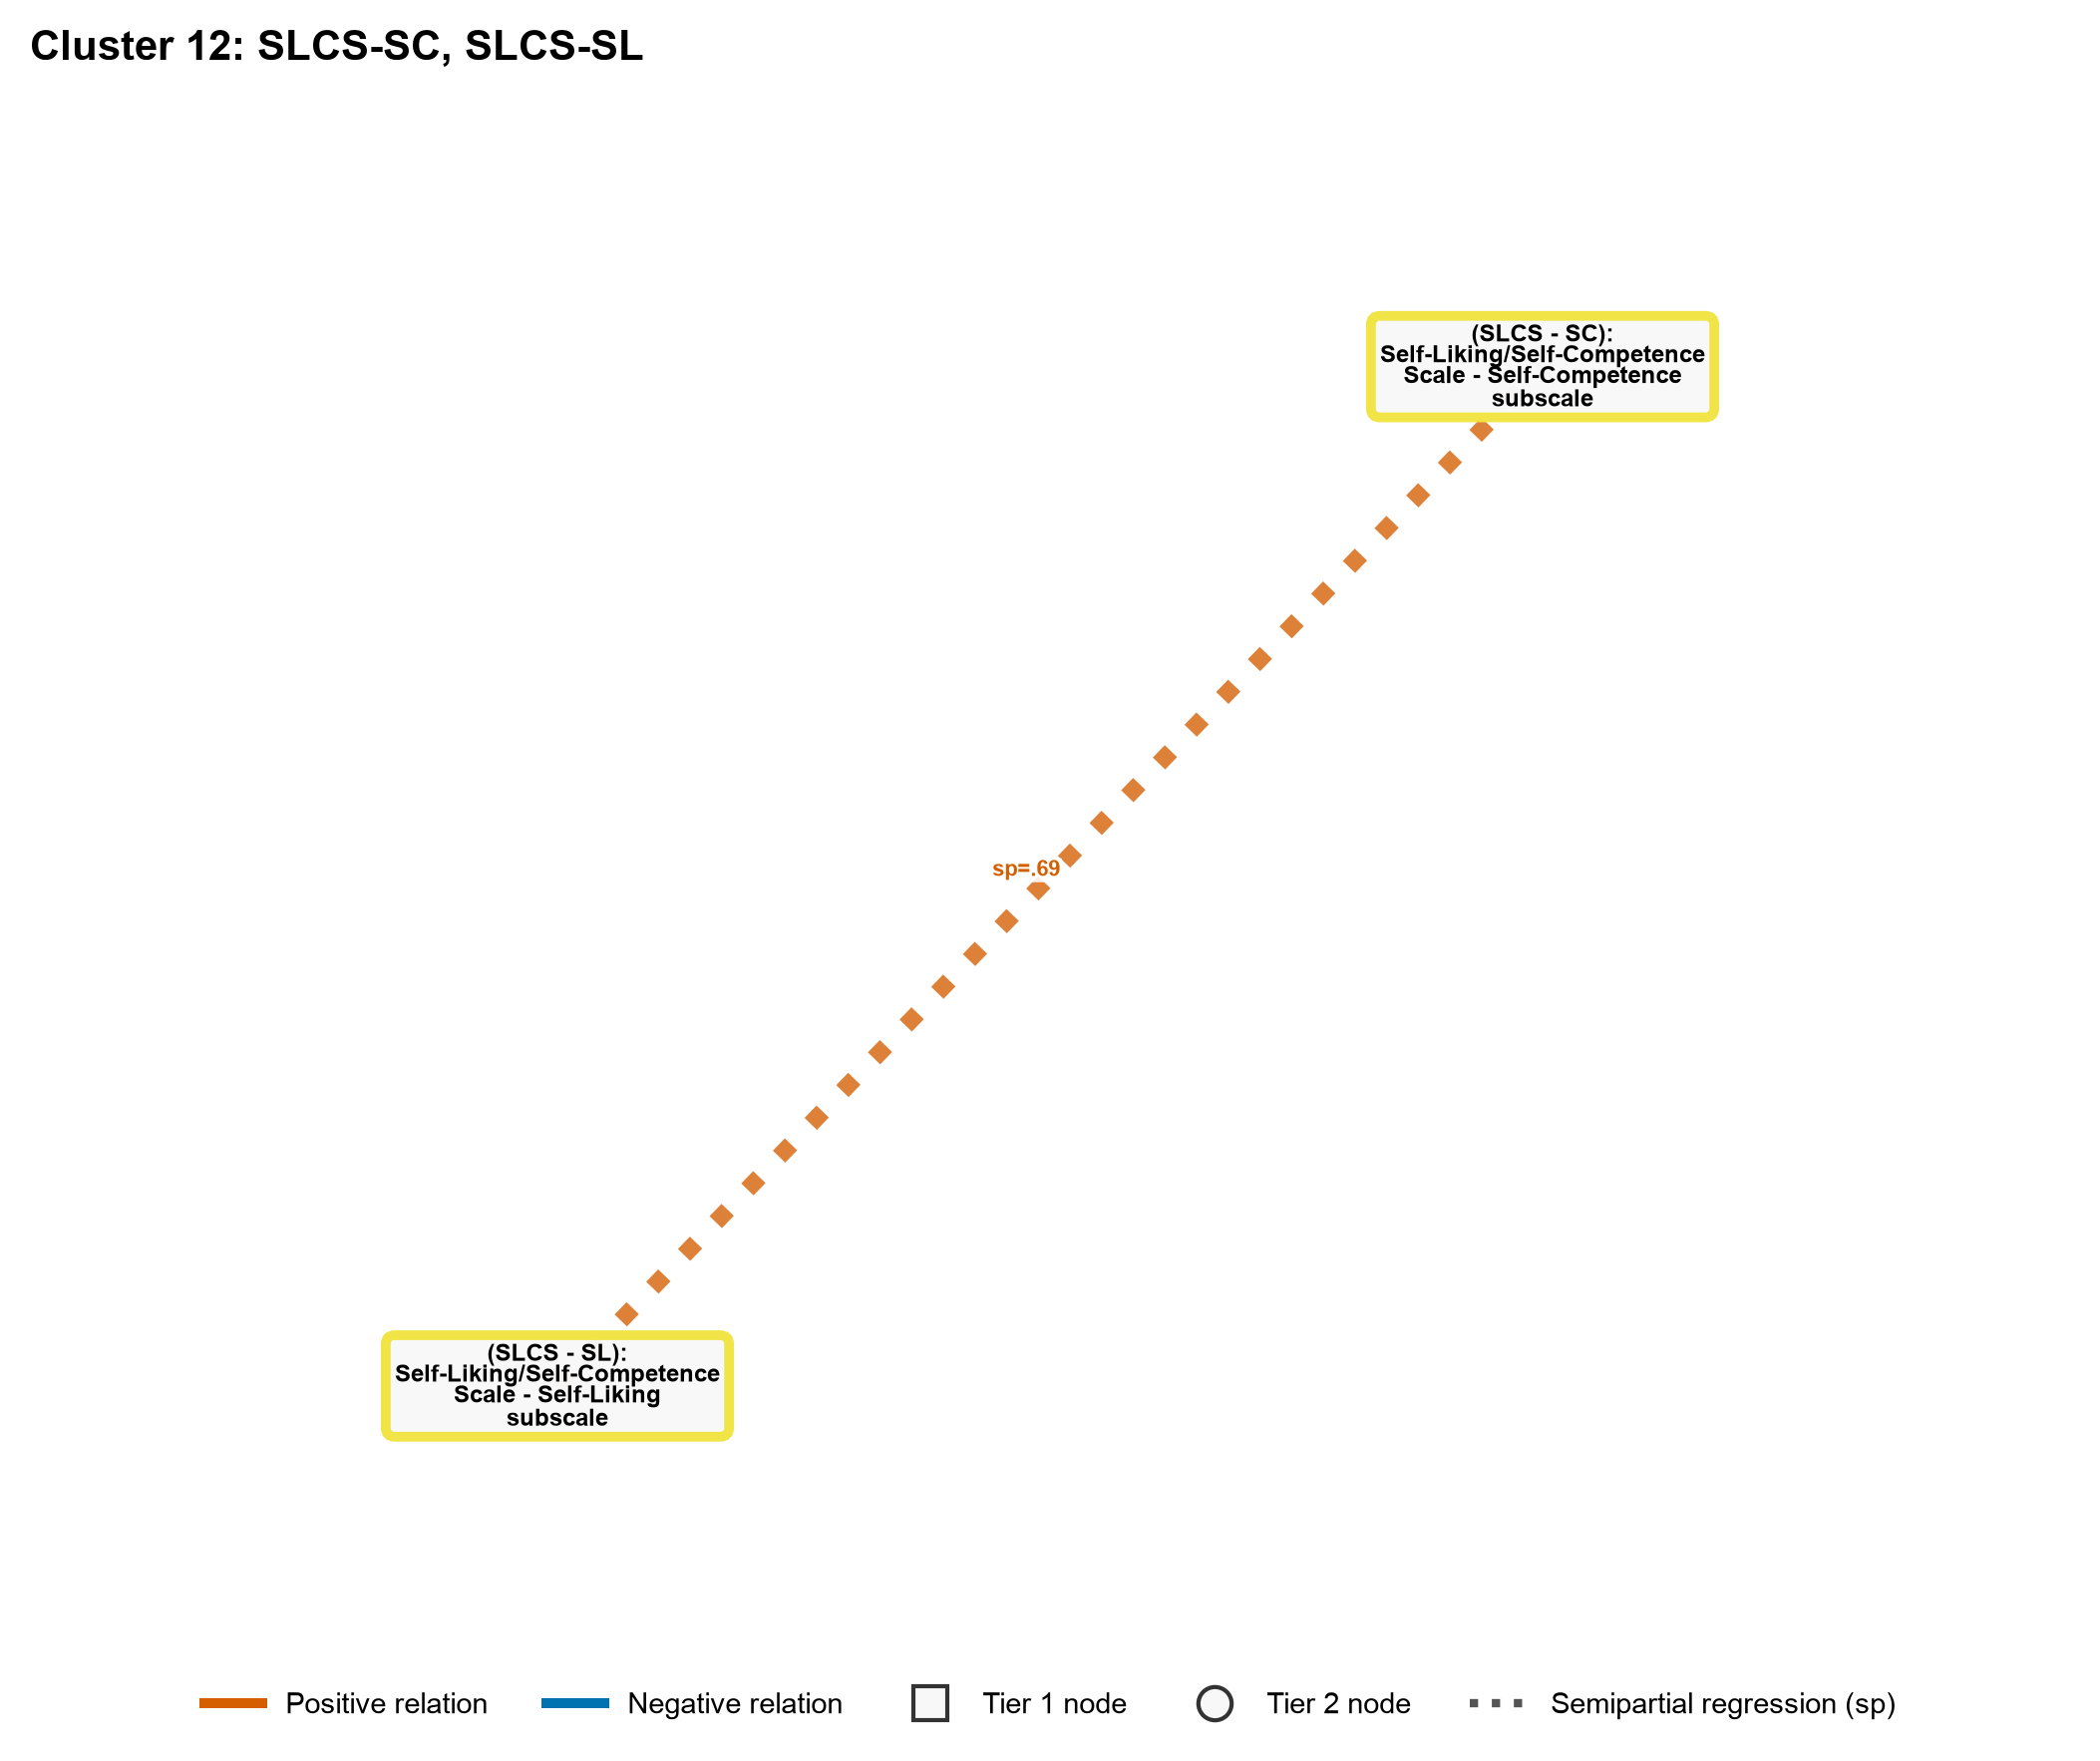 Cluster 12: SLCS-SC, SLCS-SL
(SLCS - SC):
Self-Liking/Self-Competence
Scale - Self-Competence
subscale
sp=.69
(SLCS - SL):
Self-Liking/Self-Competence
Scale - Self-Liking
subscale
Positive relation
Negative relation
Tier 1 node
Tier 2 node
Semipartial regression (sp)